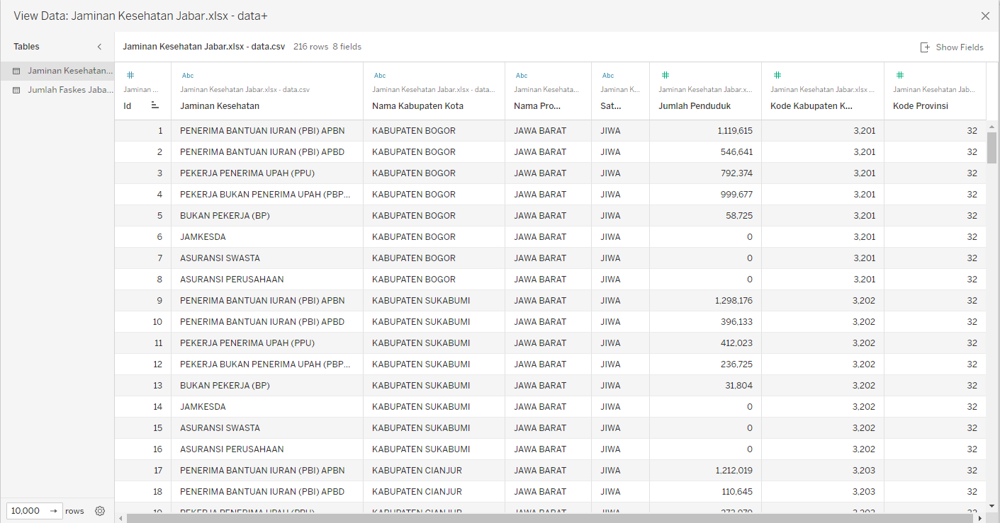 View Data: Jaminan Kesehatan Jabar.xlsx - data+
Tables
Jaminan Kesehatan Jabar.xlsx - data.csv 216 rows 8 fields
Show Fields
Jaminan Kesehatan...
Jumlah Faskes Jaba...
# Abc Abc Abc Abc # # #
Jaminan ... Jaminan Kesehatan Jabar.xlsx - data.csv Jaminan Kesehatan Jabar.xlsx - data... Jaminan Kesehata... Jaminan K... Jaminan Kesehatan Jabar.x... Jaminan Kesehatan Jabar.xlsx ... Jaminan Kesehatan Jab...
Id Jaminan Kesehatan Nama Kabupaten Kota Nama Pro... Sat... Jumlah Penduduk Kode Kabupaten K... Kode Provinsi
1 PENERIMA BANTUAN IURAN (PBI) APBN KABUPATEN BOGOR JAWA BARAT JIWA 1,119,615 3,201 32
2 PENERIMA BANTUAN IURAN (PBI) APBD KABUPATEN BOGOR JAWA BARAT JIWA 546,641 3,201 32
3 PEKERJA PENERIMA UPAH (PPU) KABUPATEN BOGOR JAWA BARAT JIWA 792,374 3,201 32
4 PEKERJA BUKAN PENERIMA UPAH (PBP... KABUPATEN BOGOR JAWA BARAT JIWA 999,677 3,201 32
5 BUKAN PEKERJA (BP) KABUPATEN BOGOR JAWA BARAT JIWA 58,725 3,201 32
6 JAMKESDA KABUPATEN BOGOR JAWA BARAT JIWA 0 3,201 32
7 ASURANSI SWASTA KABUPATEN BOGOR JAWA BARAT JIWA 0 3,201 32
8 ASURANSI PERUSAHAAN KABUPATEN BOGOR JAWA BARAT JIWA 0 3,201 32
9 PENERIMA BANTUAN IURAN (PBI) APBN KABUPATEN SUKABUMI JAWA BARAT JIWA 1,298,176 3,202 32
10 PENERIMA BANTUAN IURAN (PBI) APBD KABUPATEN SUKABUMI JAWA BARAT JIWA 396,133 3,202 32
11 PEKERJA PENERIMA UPAH (PPU) KABUPATEN SUKABUMI JAWA BARAT JIWA 412,023 3,202 32
12 PEKERJA BUKAN PENERIMA UPAH (PBP... KABUPATEN SUKABUMI JAWA BARAT JIWA 236,725 3,202 32
13 BUKAN PEKERJA (BP) KABUPATEN SUKABUMI JAWA BARAT JIWA 31,804 3,202 32
14 JAMKESDA KABUPATEN SUKABUMI JAWA BARAT JIWA 0 3,202 32
15 ASURANSI SWASTA KABUPATEN SUKABUMI JAWA BARAT JIWA 0 3,202 32
16 ASURANSI PERUSAHAAN KABUPATEN SUKABUMI JAWA BARAT JIWA 0 3,202 32
17 PENERIMA BANTUAN IURAN (PBI) APBN KABUPATEN CIANJUR JAWA BARAT JIWA 1,212,019 3,203 32
18 PENERIMA BANTUAN IURAN (PBI) APBD KABUPATEN CIANJUR JAWA BARAT JIWA 110,645 3,203 32
19 PEKERJA PENERIMA UPAH (PPU) KABUPATEN CIANJUR JAWA BARAT JIWA 3,203 32
10,000 → rows